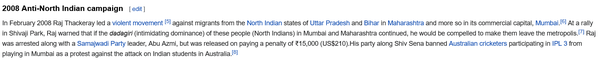 2008 Anti-North Indian campaign [ edit ]
In February 2008 Raj Thackeray led a violent movement [5] against migrants from the North Indian states of Uttar Pradesh and Bihar in Maharashtra and more so in its commercial capital, Mumbai.[6] At a rally
in Shivaji Park, Raj warned that if the dadagiri (intimidating dominance) of these people (North Indians) in Mumbai and Maharashtra continued, he would be compelled to make them leave the metropolis.[7] Raj
was arrested along with a Samajwadi Party leader, Abu Azmi, but was released on paying a penalty of ₹15,000 (US$210).His party along Shiv Sena banned Australian cricketers participating in IPL 3 from
playing in Mumbai as a protest against the attack on Indian students in Australia.[8]